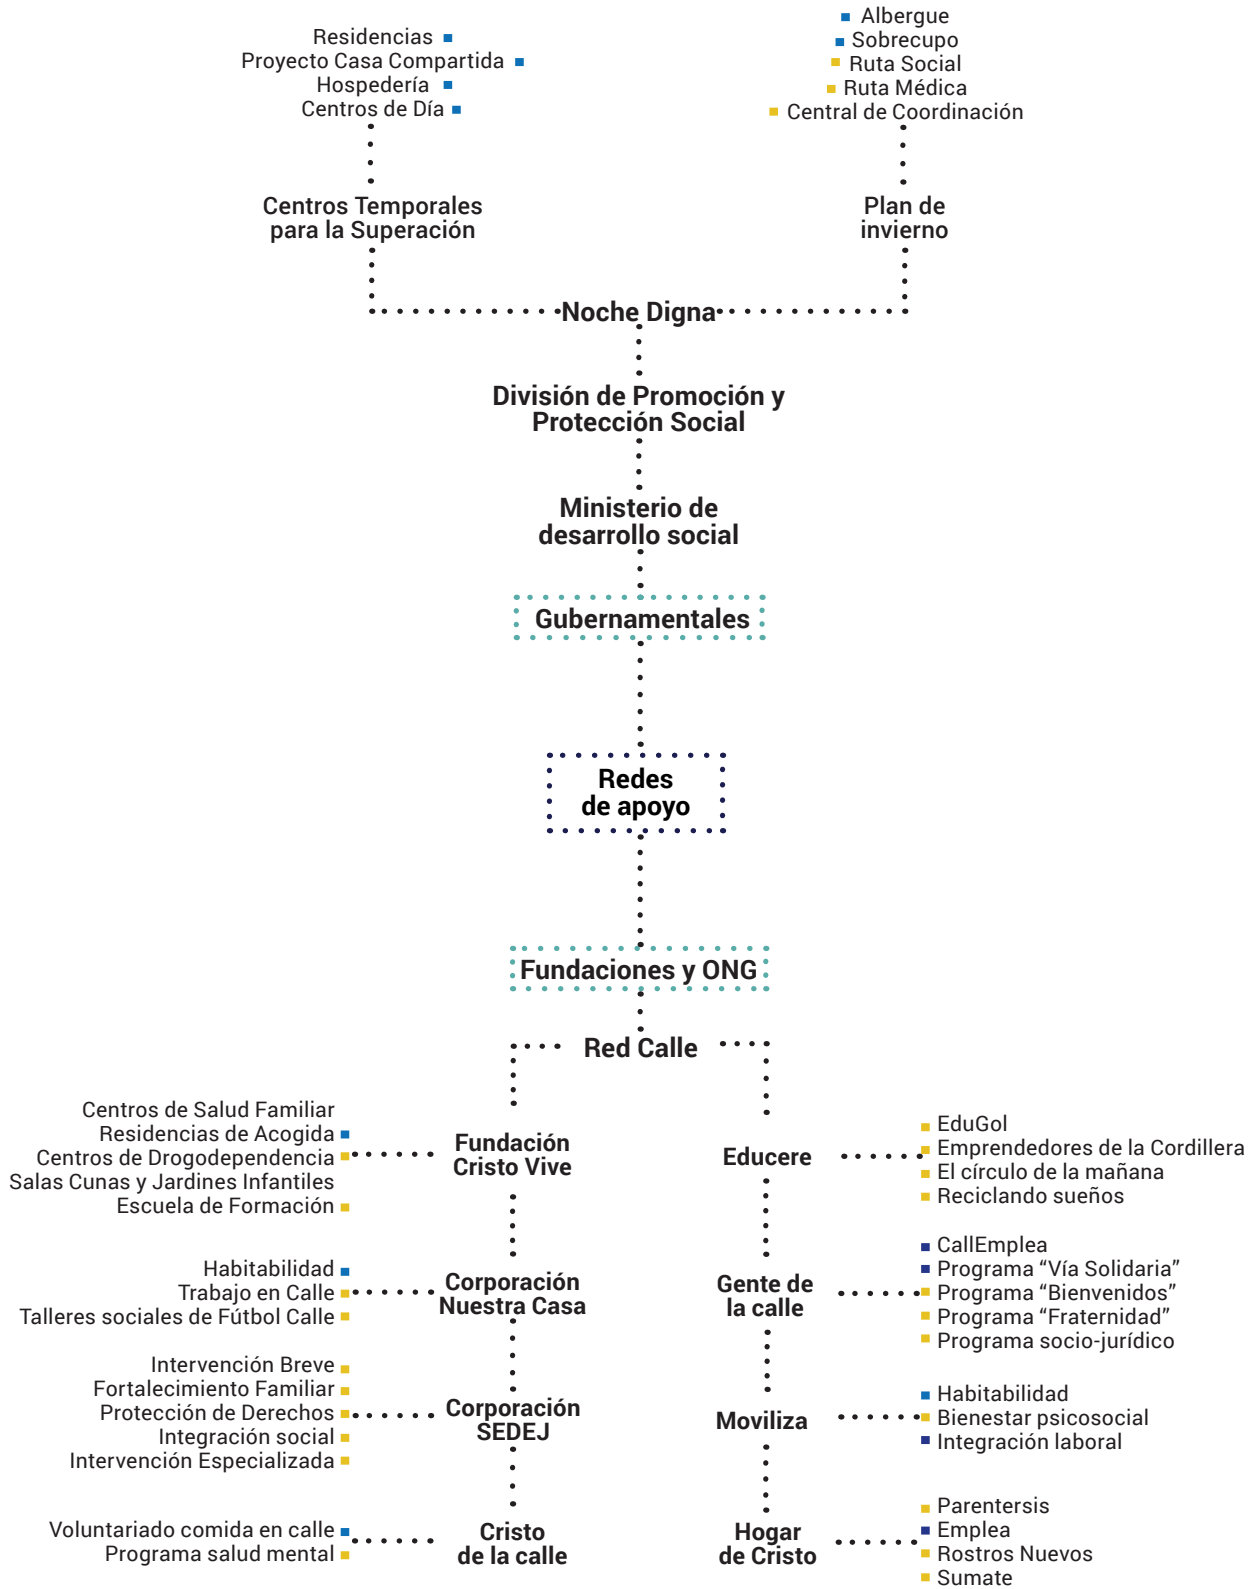 Residencias
Proyecto Casa Compartida
Hospedería
Centros de Día
Albergue
Sobrecupo
Ruta Social
Ruta Médica
Central de Coordinación
Centros Temporales
para la Superación
Plan de
invierno
Noche Digna
División de Promoción y
Protección Social
Ministerio de
desarrollo social
Gubernamentales
Redes
de apoyo
Fundaciones y ONG
Red Calle
Centros de Salud Familiar
Residencias de Acogida
Centros de Drogodependencia
Salas Cunas y Jardines Infantiles
Escuela de Formación
Fundación
Cristo Vive
Educere
EduGol
Emprendedores de la Cordillera
El círculo de la mañana
Reciclando sueños
Habitabilidad
Trabajo en Calle
Talleres sociales de Fútbol Calle
Corporación
Nuestra Casa
Gente de
la calle
CallEmplea
Programa “Vía Solidaria”
Programa “Bienvenidos”
Programa “Fraternidad”
Programa socio-jurídico
Intervención Breve
Fortalecimiento Familiar
Protección de Derechos
Integración social
Intervención Especializada
Corporación
SEDEJ
Moviliza
Habitabilidad
Bienestar psicosocial
Integración laboral
Voluntariado comida en calle
Programa salud mental
Cristo
de la calle
Hogar
de Cristo
Parentersis
Emplea
Rostros Nuevos
Sumate